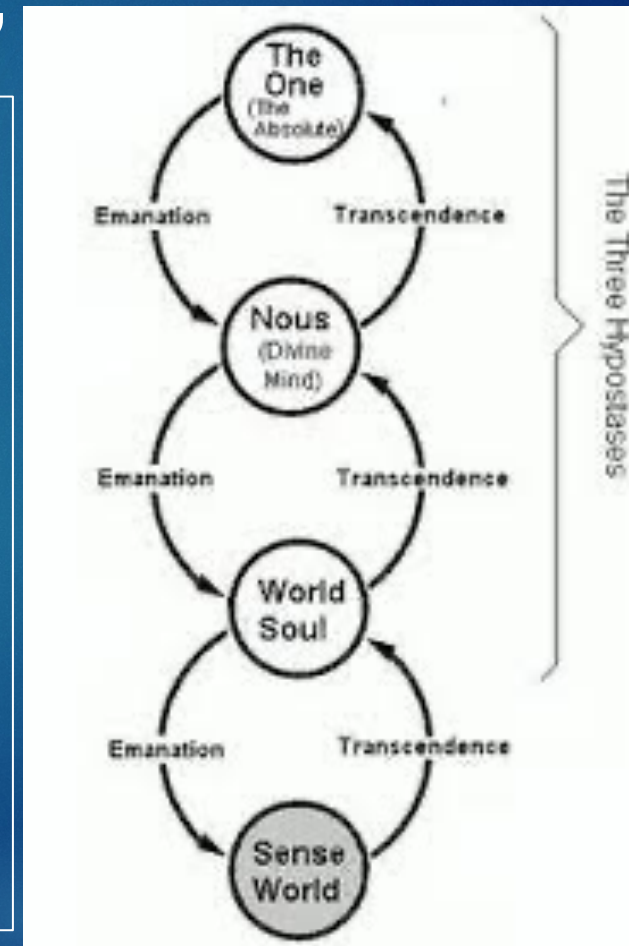 The
One
(The
Absolute)
Emanation
Transcendence
Nous
(Divine
Mind)
Emanation
Transcendence
World
Soul
Emanation
Transcendence
Sense
World
The Three Hypostases